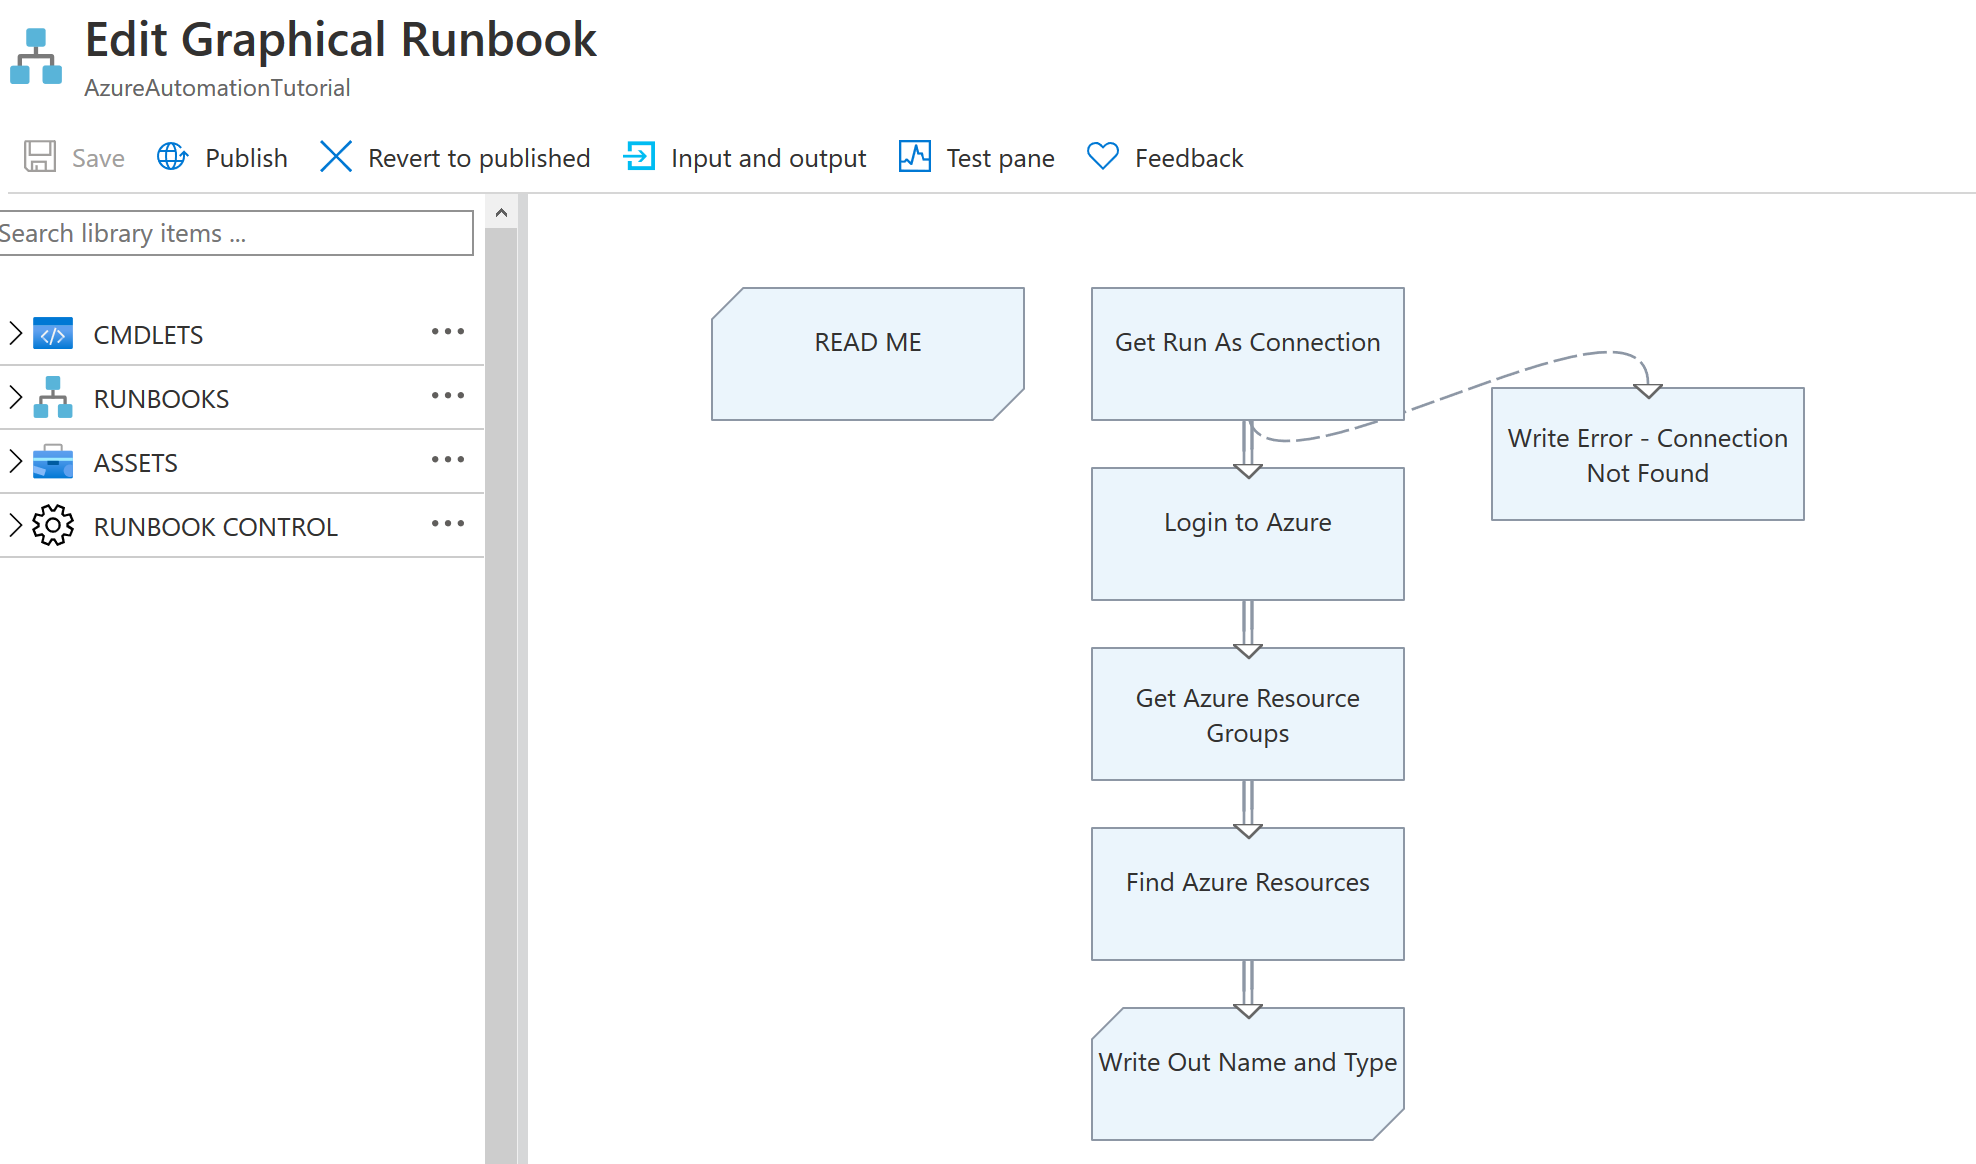 Edit Graphical Runbook
AzureAutomationTutorial
Save Publish Revert to published Input and output Test pane Feedback
Search library items ...
CMDLETS
RUNBOOKS
ASSETS
RUNBOOK CONTROL
READ ME
Get Run As Connection
Write Error - Connection
Not Found
Login to Azure
Get Azure Resource
Groups
Find Azure Resources
Write Out Name and Type